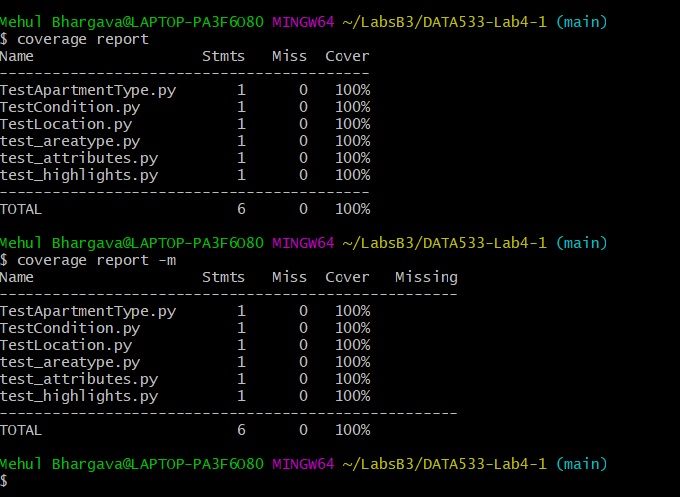 Mehul Bhargava@LAPTOP-PA3F6O80 MINGW64 ~/LabsB3/DATA533-Lab4-1 (main)
$ coverage report
Name                    Stmts   Miss  Cover
-------------------------------------------
TestApartmentType.py        1      0   100%
TestCondition.py            1      0   100%
TestLocation.py             1      0   100%
test_areatype.py            1      0   100%
test_attributes.py          1      0   100%
test_highlights.py          1      0   100%
-------------------------------------------
TOTAL                       6      0   100%
Mehul Bhargava@LAPTOP-PA3F6O80 MINGW64 ~/LabsB3/DATA533-Lab4-1 (main)
$ coverage report -m
Name                    Stmts   Miss  Cover   Missing
-----------------------------------------------------
TestApartmentType.py        1      0   100%
TestCondition.py            1      0   100%
TestLocation.py             1      0   100%
test_areatype.py            1      0   100%
test_attributes.py          1      0   100%
test_highlights.py          1      0   100%
-----------------------------------------------------
TOTAL                       6      0   100%
Mehul Bhargava@LAPTOP-PA3F6O80 MINGW64 ~/LabsB3/DATA533-Lab4-1 (main)
$